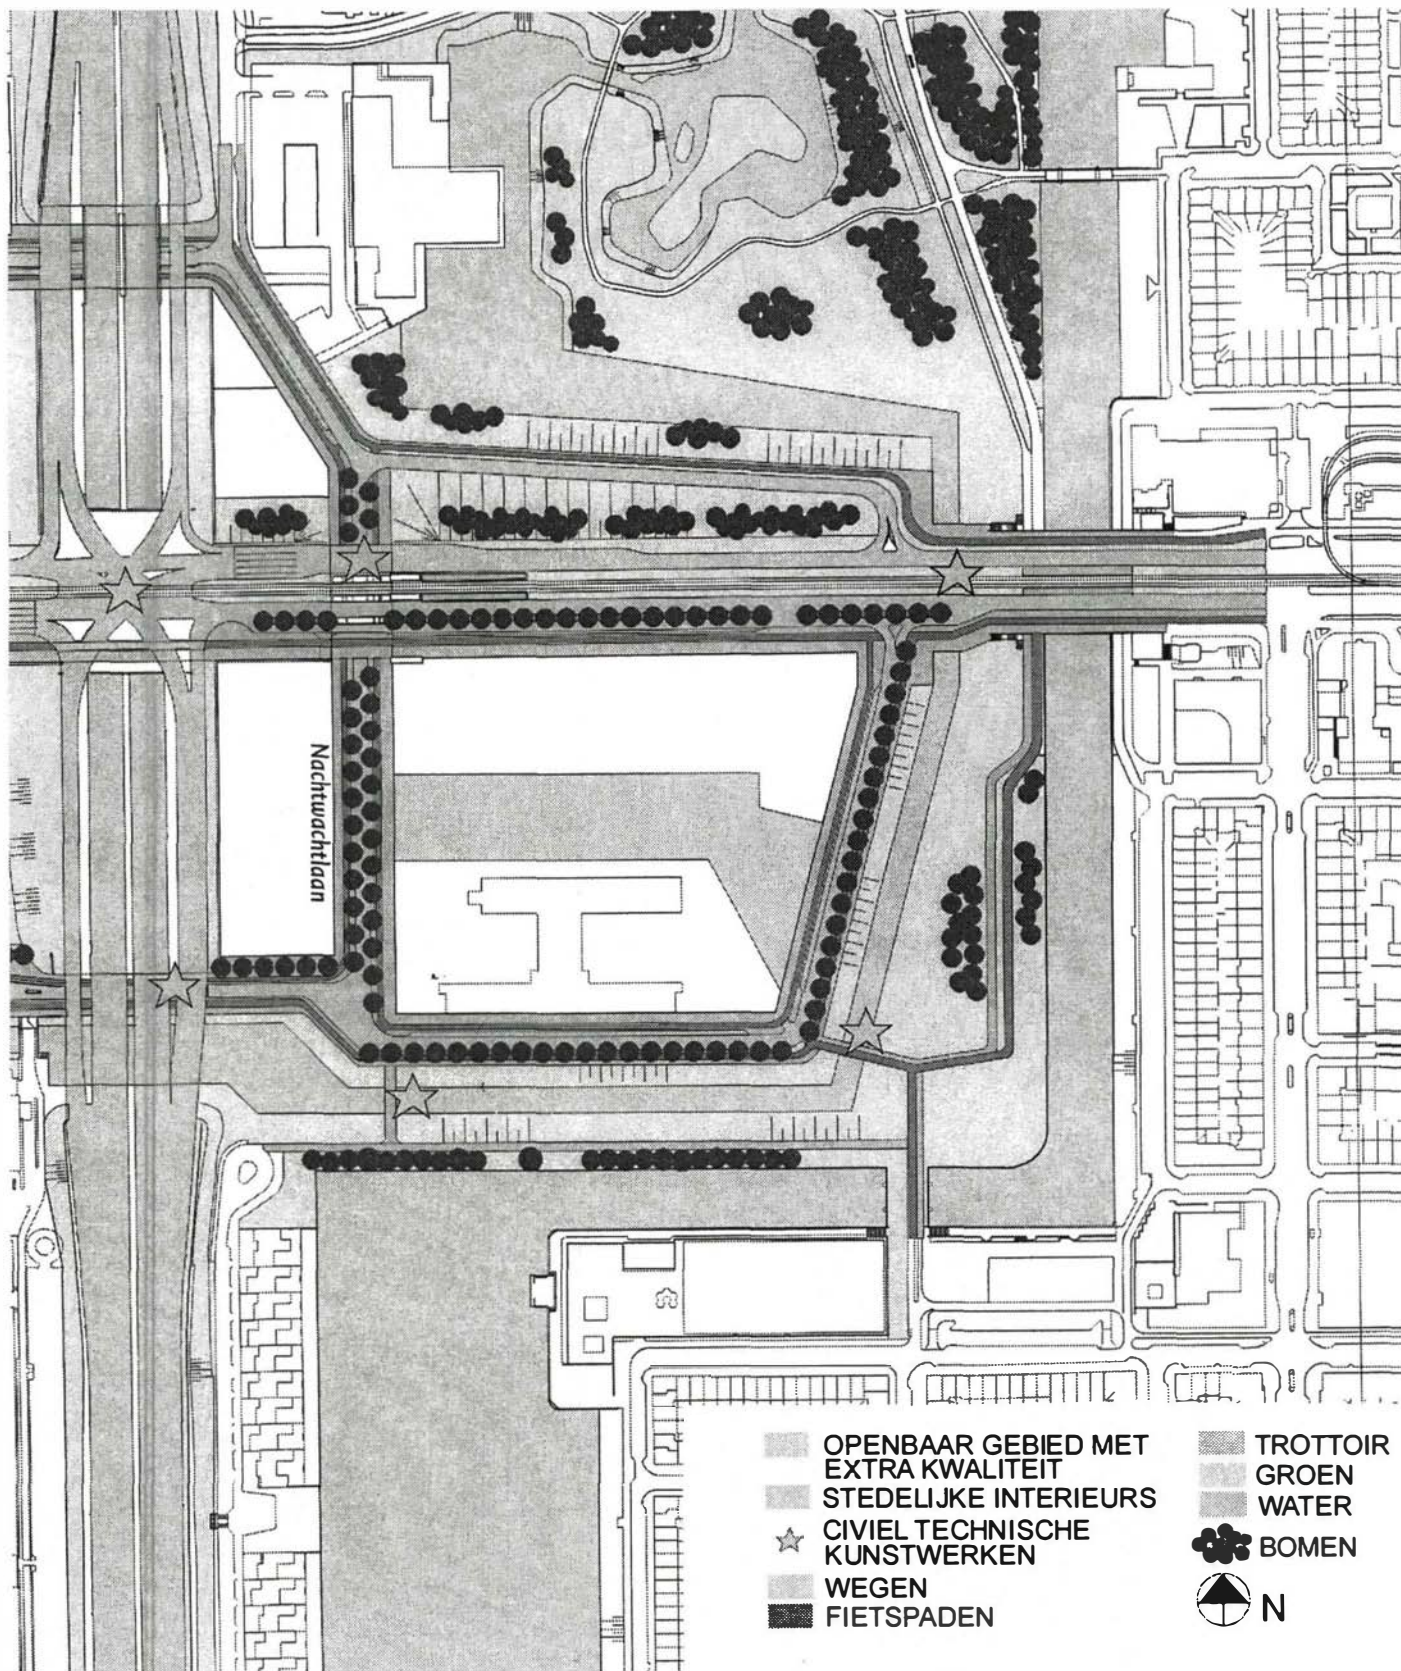 Nachtwachtlaan
OPENBAAR GEBIED MET
EXTRA KWALITEIT
STEDELIJKE INTERIEURS
CIVIEL TECHNISCHE
KUNSTWERKEN
WEGEN
FIETSPADEN
TROTTOIR
GROEN
WATER
BOMEN
N